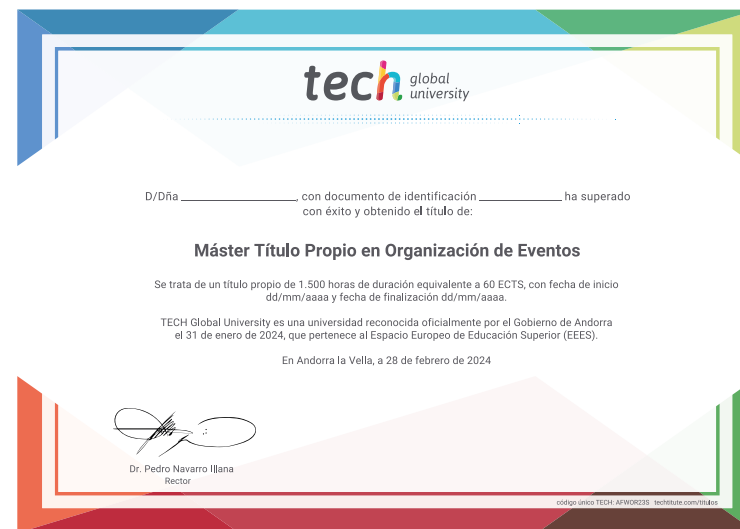 tech global university
D/Dña ____________________, con documento de identificación ______________ ha superado
con éxito y obtenido el título de:
Máster Título Propio en Organización de Eventos
Se trata de un título propio de 1.500 horas de duración equivalente a 60 ECTS, con fecha de inicio
dd/mm/aaaa y fecha de finalización dd/mm/aaaa.
TECH Global University es una universidad reconocida oficialmente por el Gobierno de Andorra
el 31 de enero de 2024, que pertenece al Espacio Europeo de Educación Superior (EEES).
En Andorra la Vella, a 28 de febrero de 2024
Dr. Pedro Navarro Illana
Rector
código único TECH: AFWOR23S techtitute.com/titulos